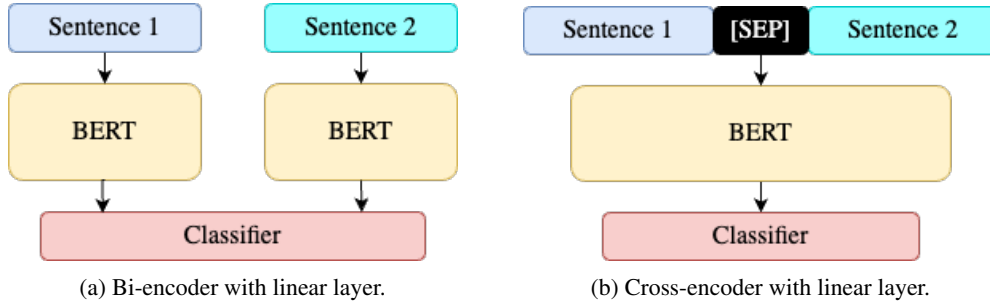 Sentence 1
Sentence 2
BERT
BERT
Classifier
(a) Bi-encoder with linear layer.
Sentence 1 [SEP] Sentence 2
BERT
Classifier
(b) Cross-encoder with linear layer.